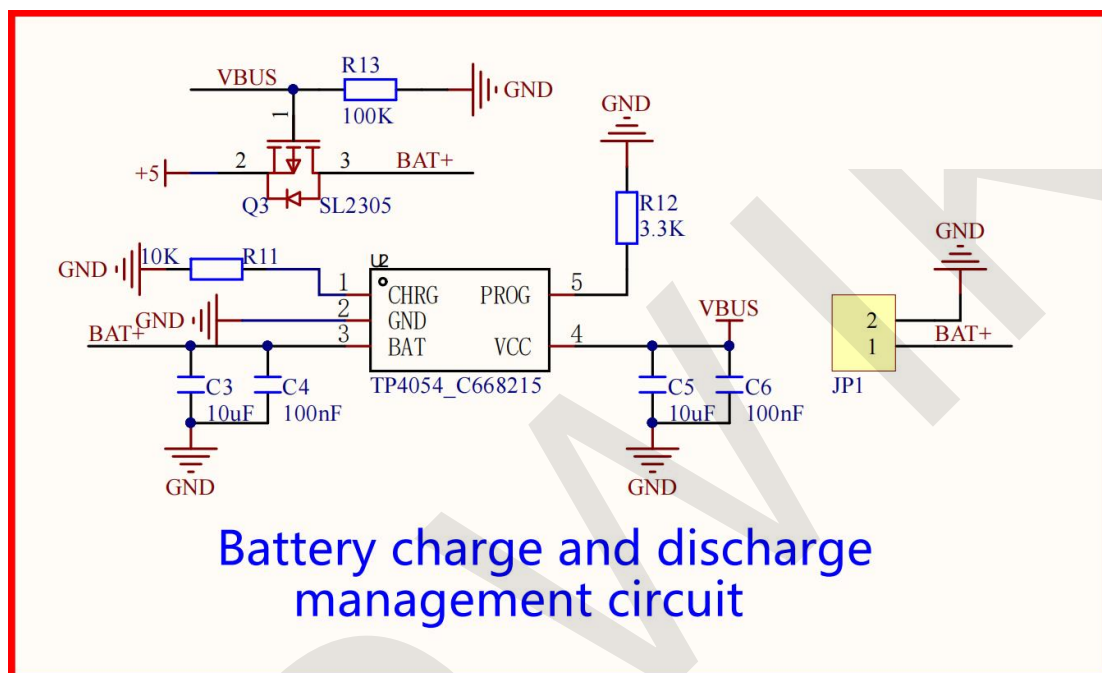 VBUS
R13
100K
GND
1
+5
2
3
BAT+
Q3
SL2305
GND
R12
3.3K
GND
10K
R11
U2
1
CHRG
PROG
5
GND
2
GND
BAT+
3
BAT
VCC
4
VBUS
TP4054_C668215
C3
10uF
C4
100nF
GND
C5
10uF
C6
100nF
GND
GND
2
1
BAT+
JP1
Battery charge and discharge
management circuit